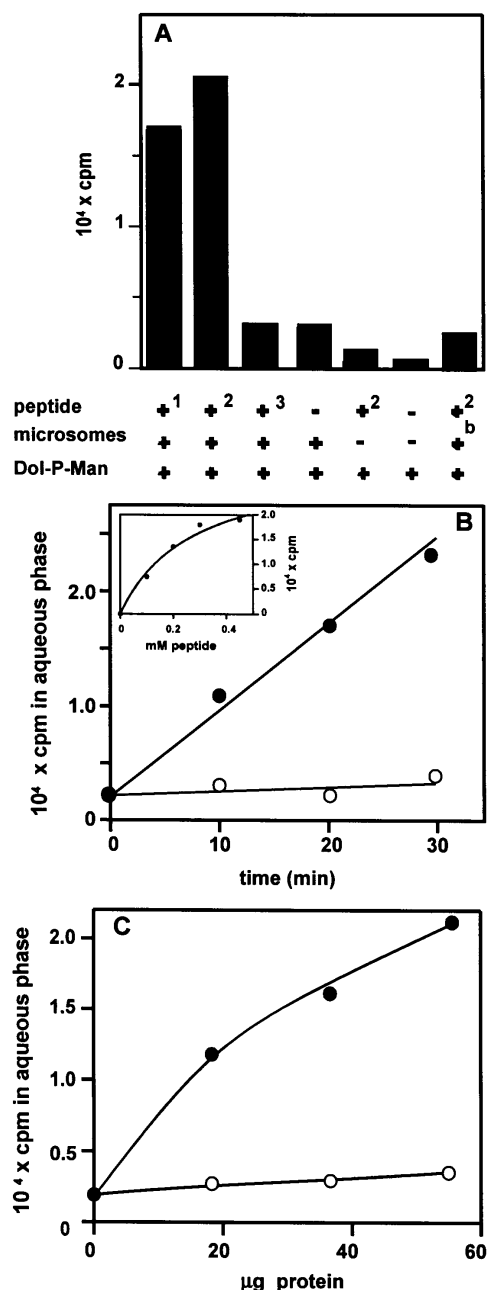 A
2
1
0
10⁴ x cpm
peptide +¹ +² +³ - +² - +²
microsomes + + + + - - +ᵇ
Dol-P-Man + + + + + + +
B
2.0
1.0
0
10⁴ x cpm in aqueous phase
2.0
1.5
1.0
0.5
0
10⁴ x cpm
0 0.2 0.4
mM peptide
0 10 20 30
time (min)
C
2.0
1.5
1.0
0.5
0
10⁴ x cpm in aqueous phase
0 20 40 60
µg protein